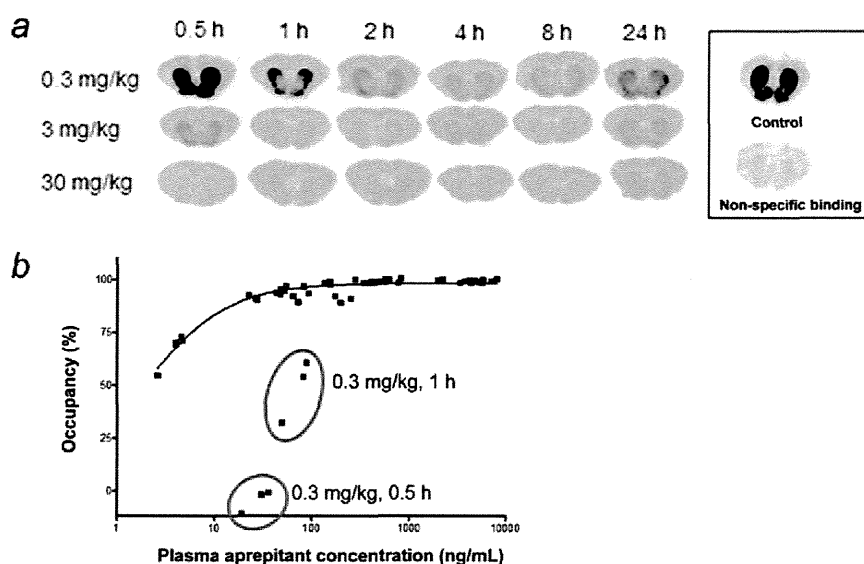 a
0.5 h 1 h 2 h 4 h 8 h 24 h
0.3 mg/kg
3 mg/kg
30 mg/kg
Control
Non-specific binding
b
Occupancy (%)
100
75
50
25
0
0.3 mg/kg, 1 h
0.3 mg/kg, 0.5 h
1 10 100 1000 10000
Plasma aprepitant concentration (ng/mL)